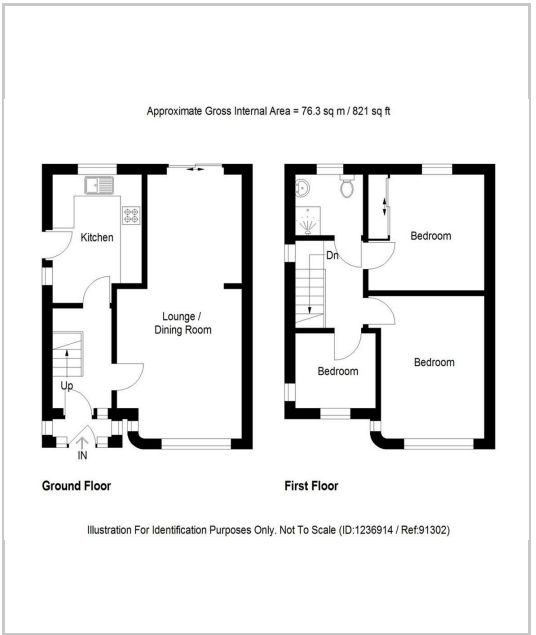 Approximate Gross Internal Area = 76.3 sq m / 821 sq ft
Kitchen
Lounge /
Dining Room
Up
IN
Dn
Bedroom
Bedroom
Bedroom
Ground Floor
First Floor
Illustration For Identification Purposes Only. Not To Scale (ID:1236914 / Ref:91302)